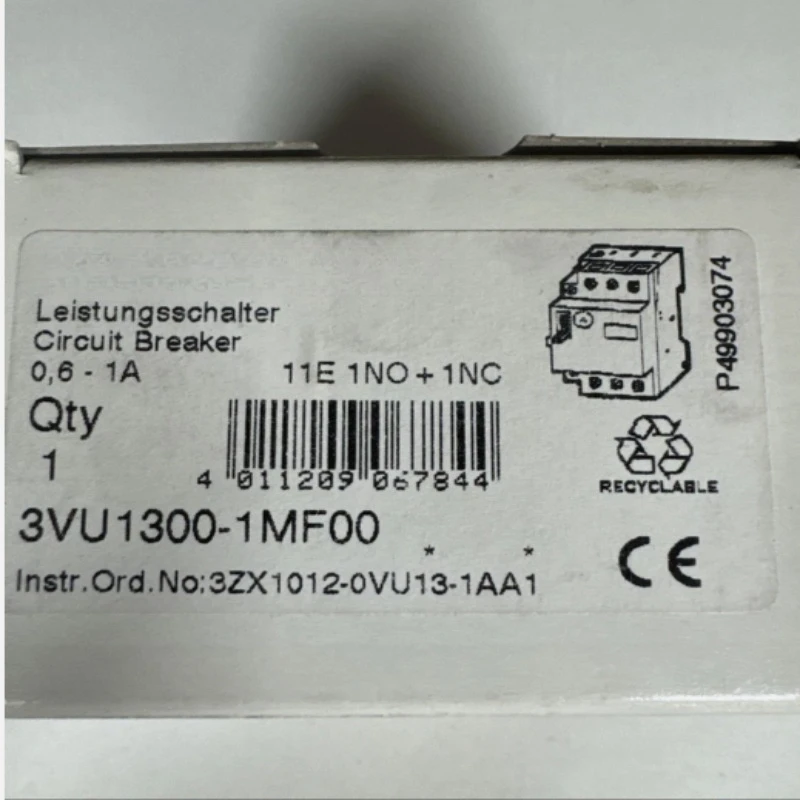 Leistungsschalter
Circuit Breaker
0,6 - 1A 11E 1NO + 1NC
Qty
1
4 011209 067844
3VU1300-1MF00
* *
Instr.Ord.No:3ZX1012-0VU13-1AA1
P49903074
RECYCLABLE
CE